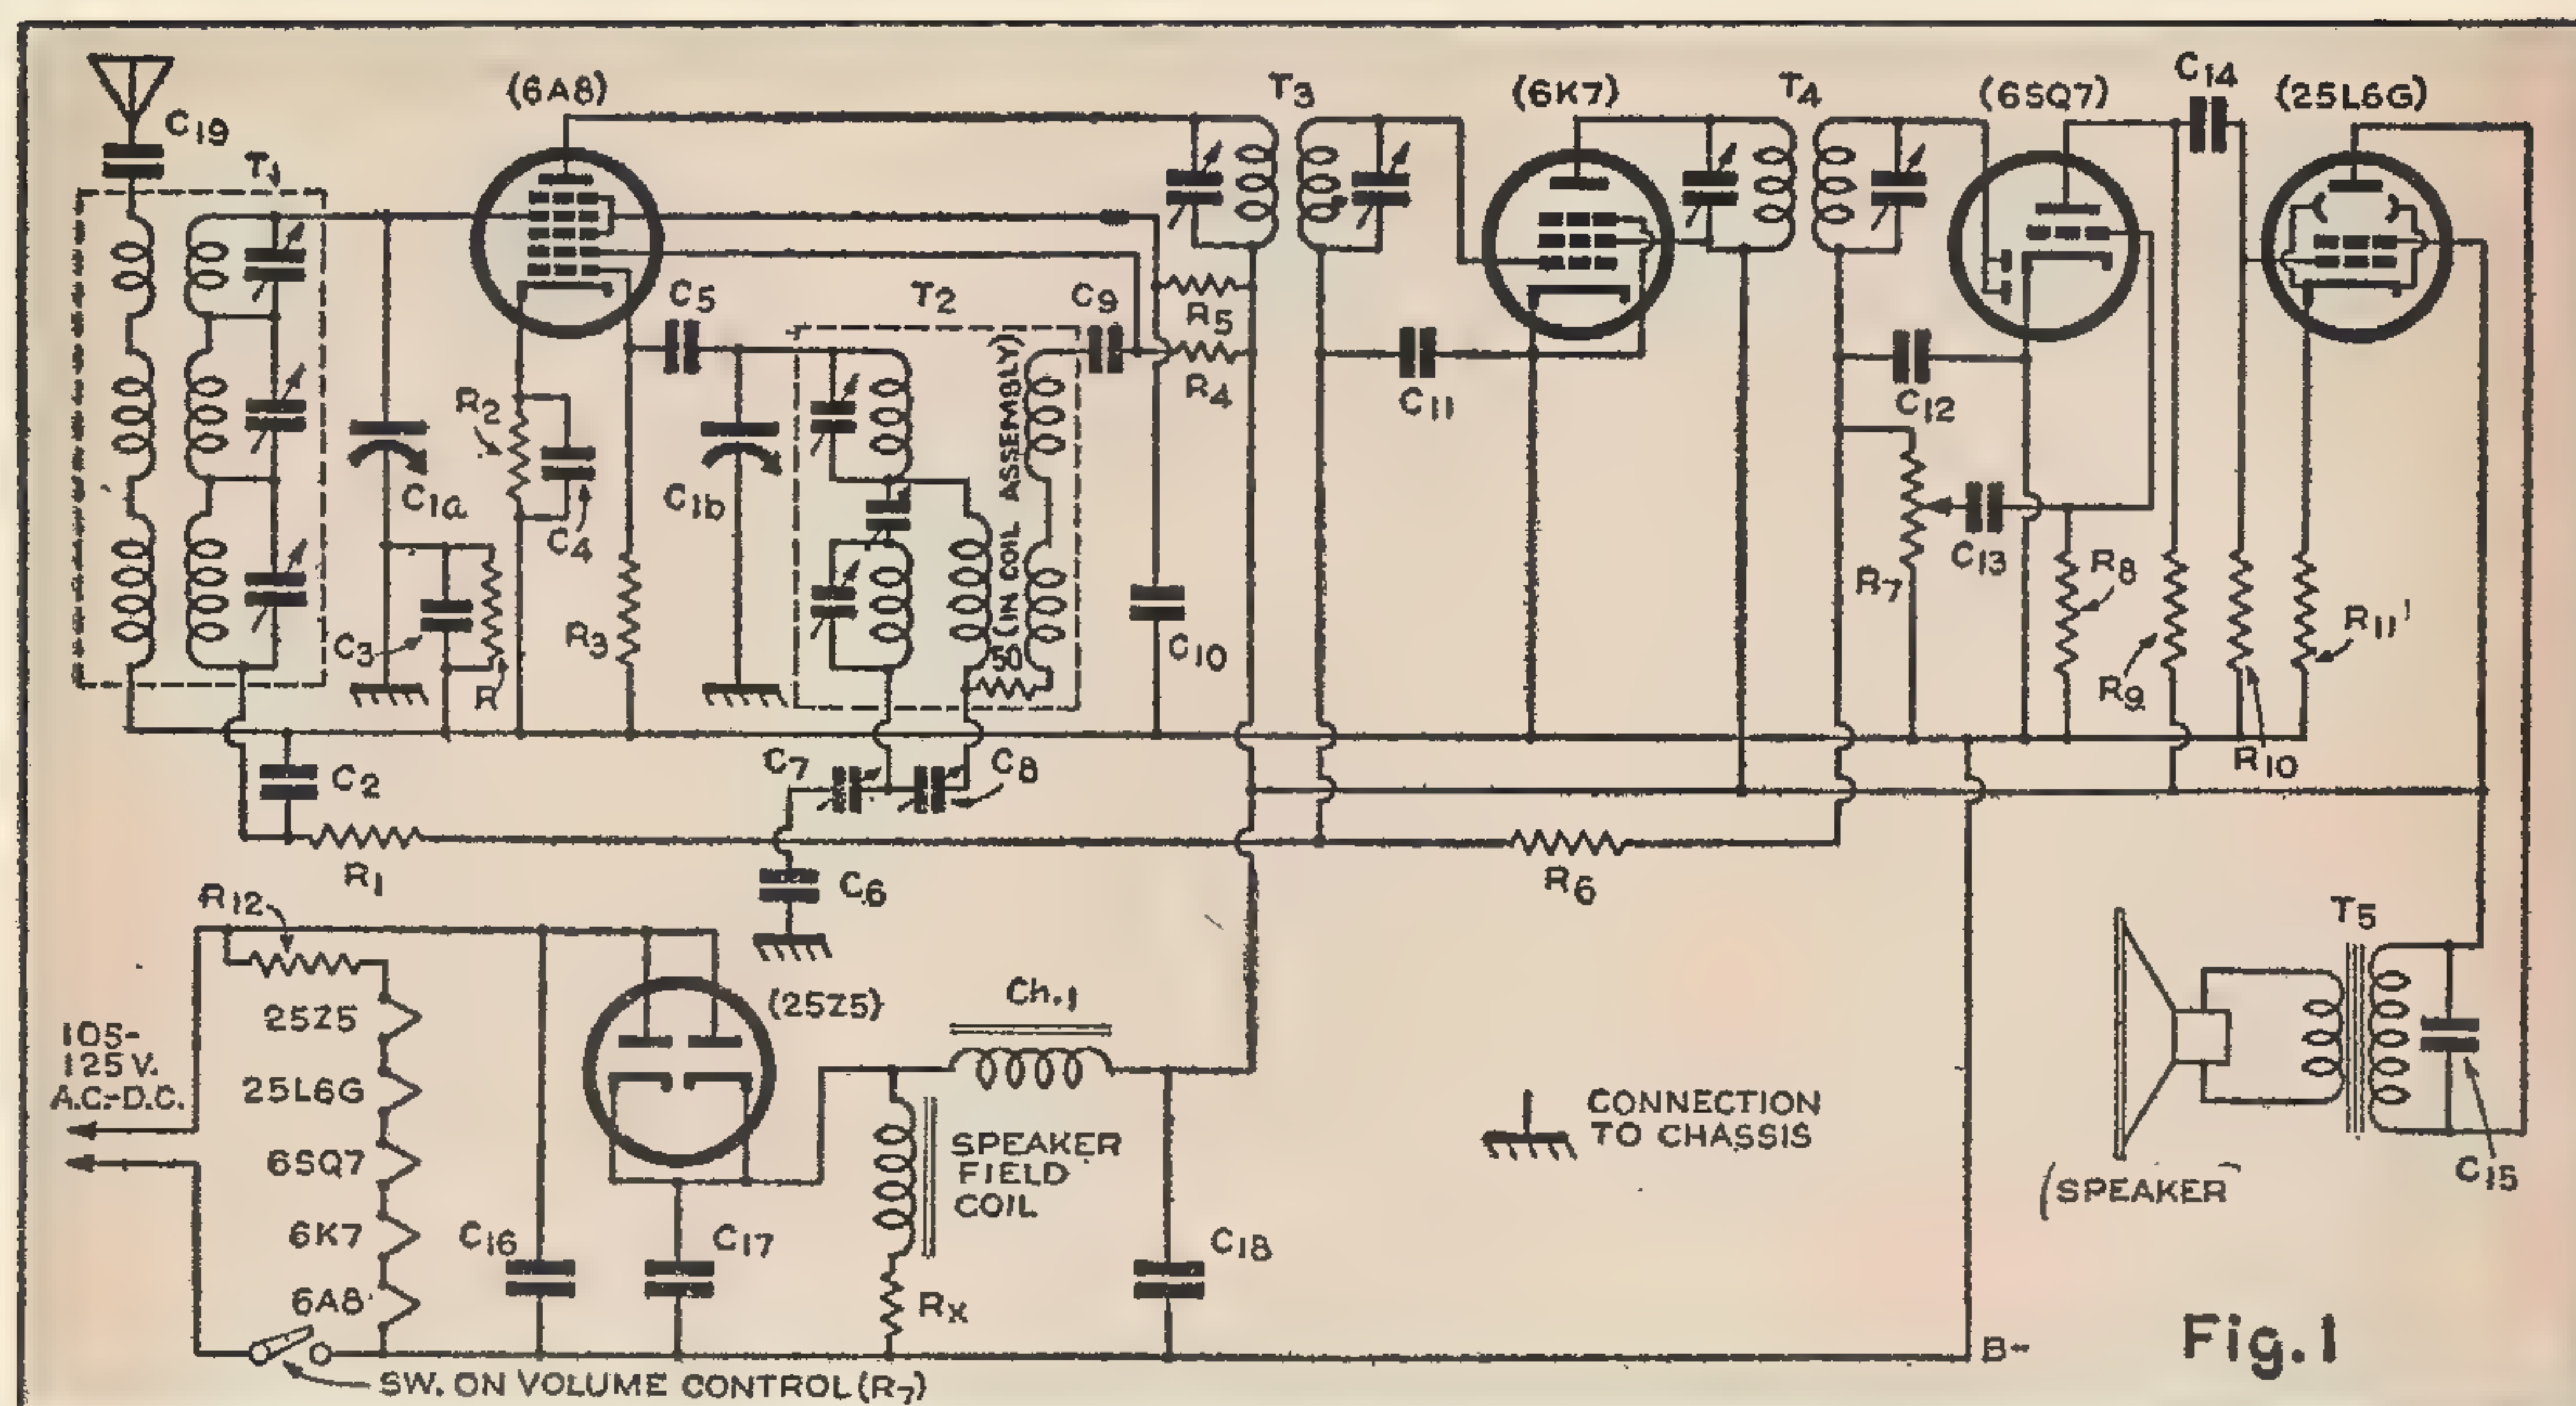 (6A8)
T3
(6K7)
T4
(6SQ7)
C14
(25L6G)
C19
T1
C5
T2
C9
R5
R4
C11
C12
R2
C1a
C4
C1b
(IN COIL ASSEMBLY)
50
C3
R
R3
C10
R7
C13
R8
R9
R10
R11
C2
C7
C8
R1
C6
R6
R12
105-
125 V.
A.C.-D.C.
25Z5
25L6G
6SQ7
6K7
6A8
(25Z5)
Ch.1
SPEAKER
FIELD
COIL
C16
C17
RX
C18
CONNECTION
TO CHASSIS
T5
C15
(SPEAKER)
B-
SW. ON VOLUME CONTROL (R7)
Fig.1